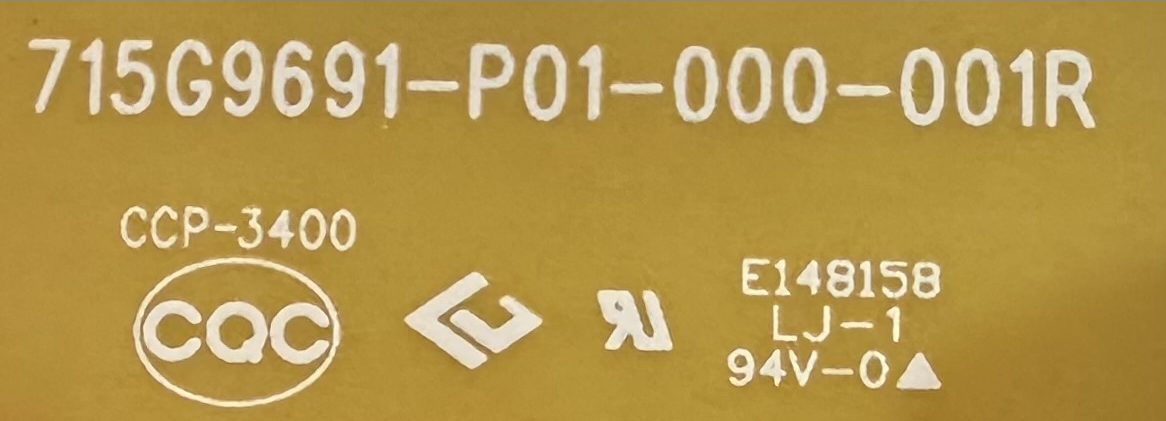 715G9691-P01-000-001R
CCP-3400
CQC
E148158
LJ-1
94V-0▲